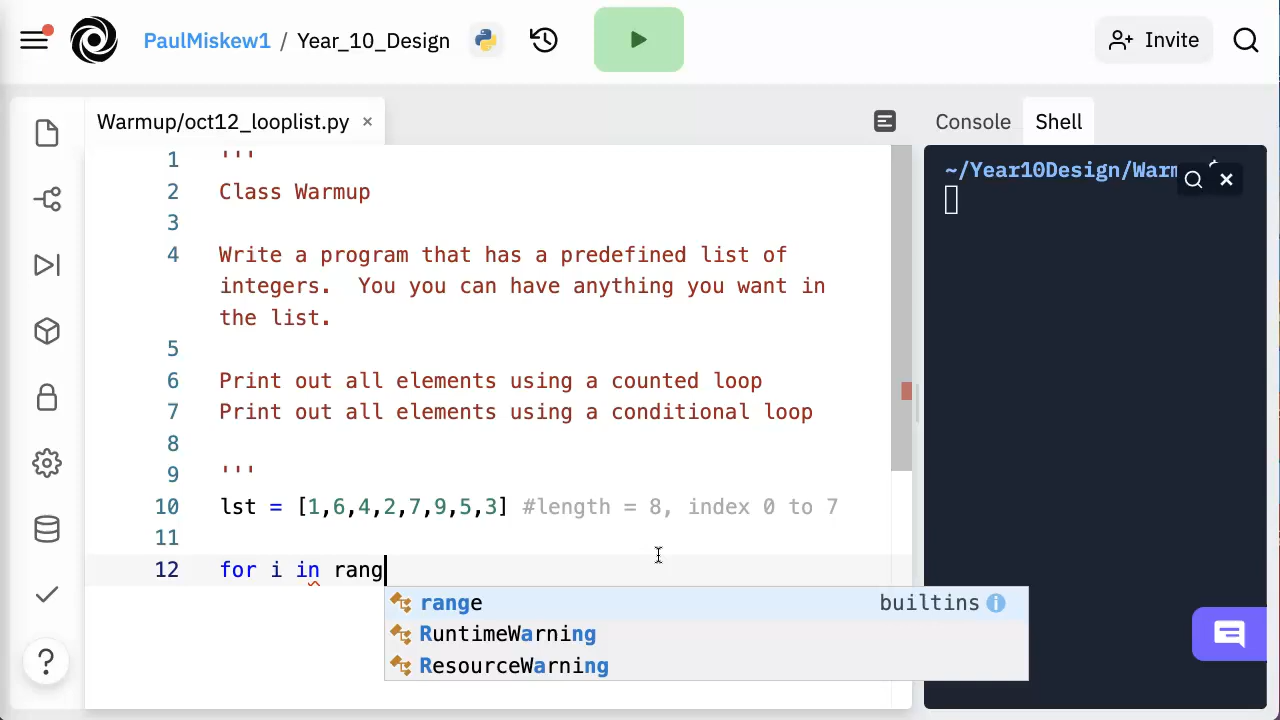 PaulMiskew1 / Year_10_Design
Invite
Warmup/oct12_looplist.py ×
Console
Shell
1 '''
2 Class Warmup
3
4 Write a program that has a predefined list of
integers.  You you can have anything you want in
the list.
5
6 Print out all elements using a counted loop
7 Print out all elements using a conditional loop
8
9 '''
10 lst = [1,6,4,2,7,9,5,3] #length = 8, index 0 to 7
11
12 for i in rang
range builtins
RuntimeWarning
ResourceWarning
~/Year10Design/Warm
?